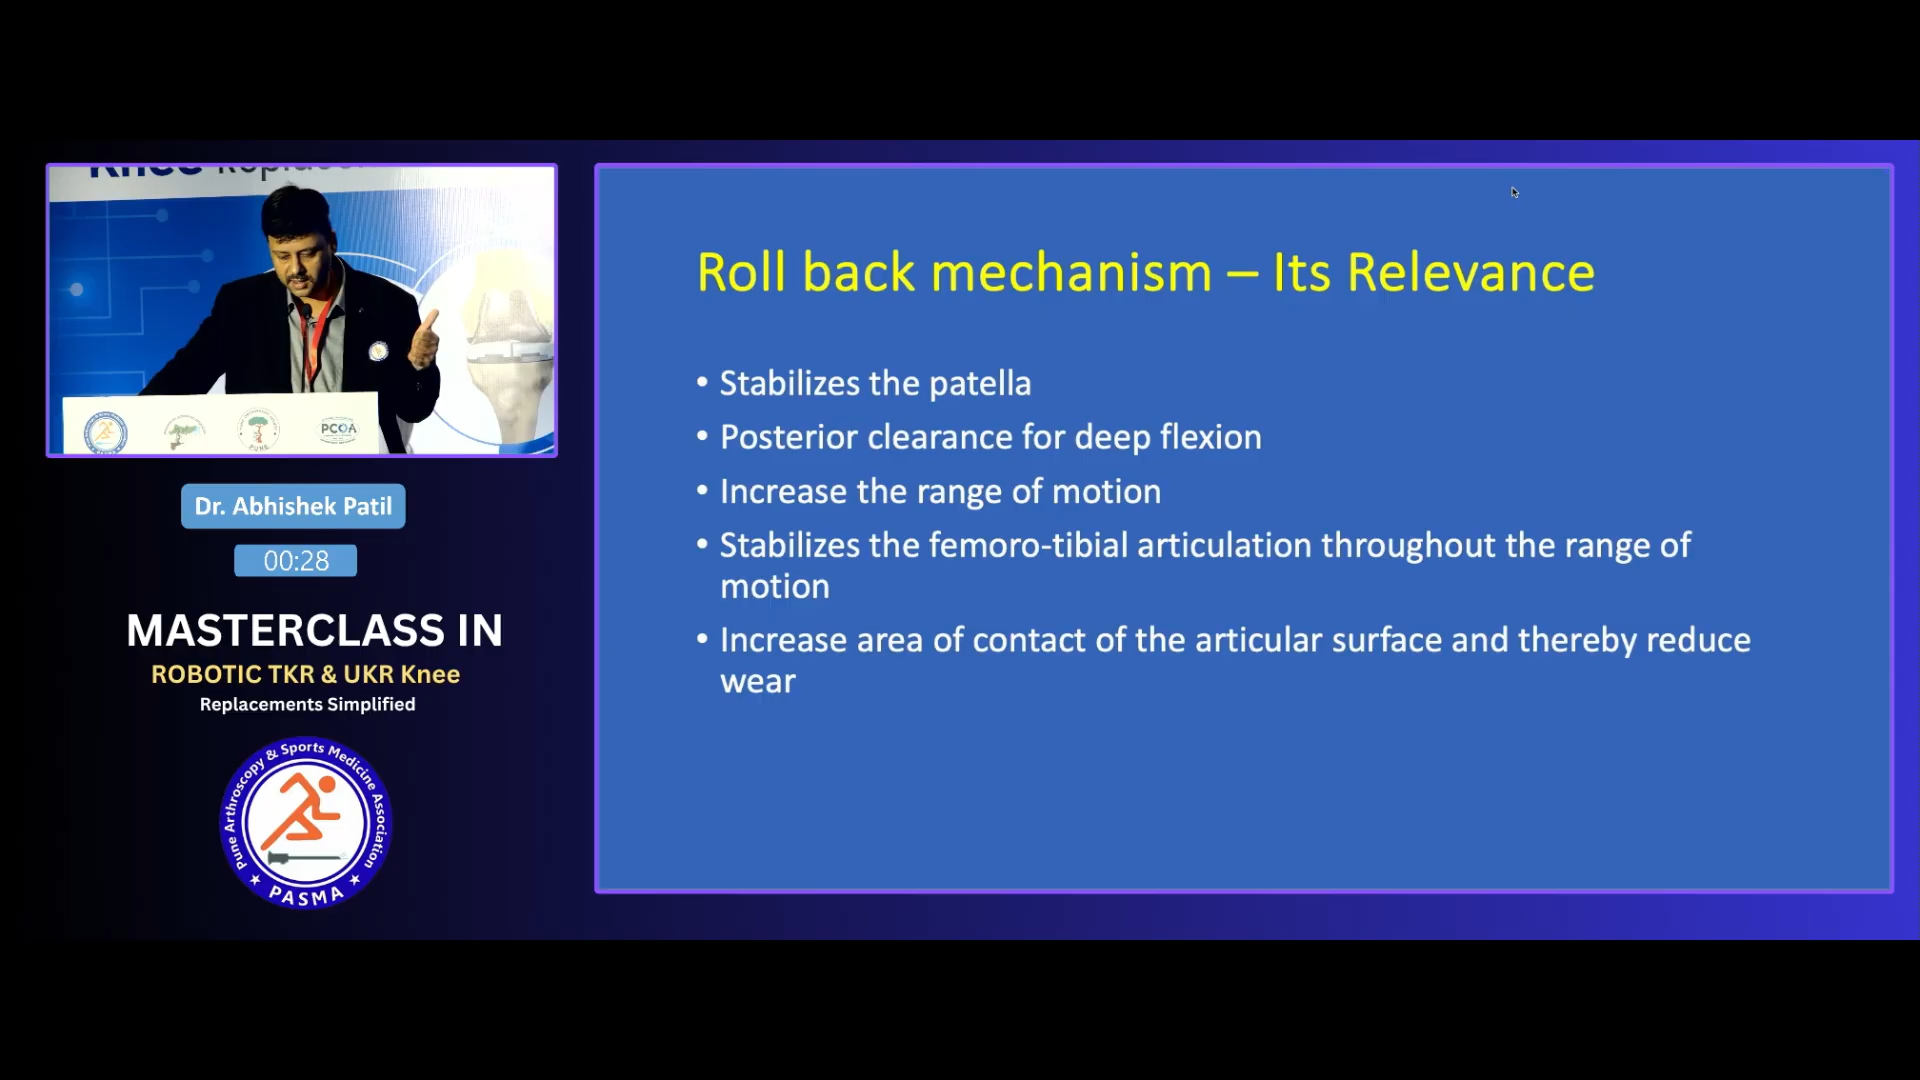 Knee Replace
PCOA
PUNE
Dr. Abhishek Patil
00:28
MASTERCLASS IN
ROBOTIC TKR & UKR Knee
Replacements Simplified
Pune Arthroscopy & Sports Medicine Association
PASMA
Roll back mechanism – Its Relevance
• Stabilizes the patella
• Posterior clearance for deep flexion
• Increase the range of motion
• Stabilizes the femoro-tibial articulation throughout the range of
motion
• Increase area of contact of the articular surface and thereby reduce
wear